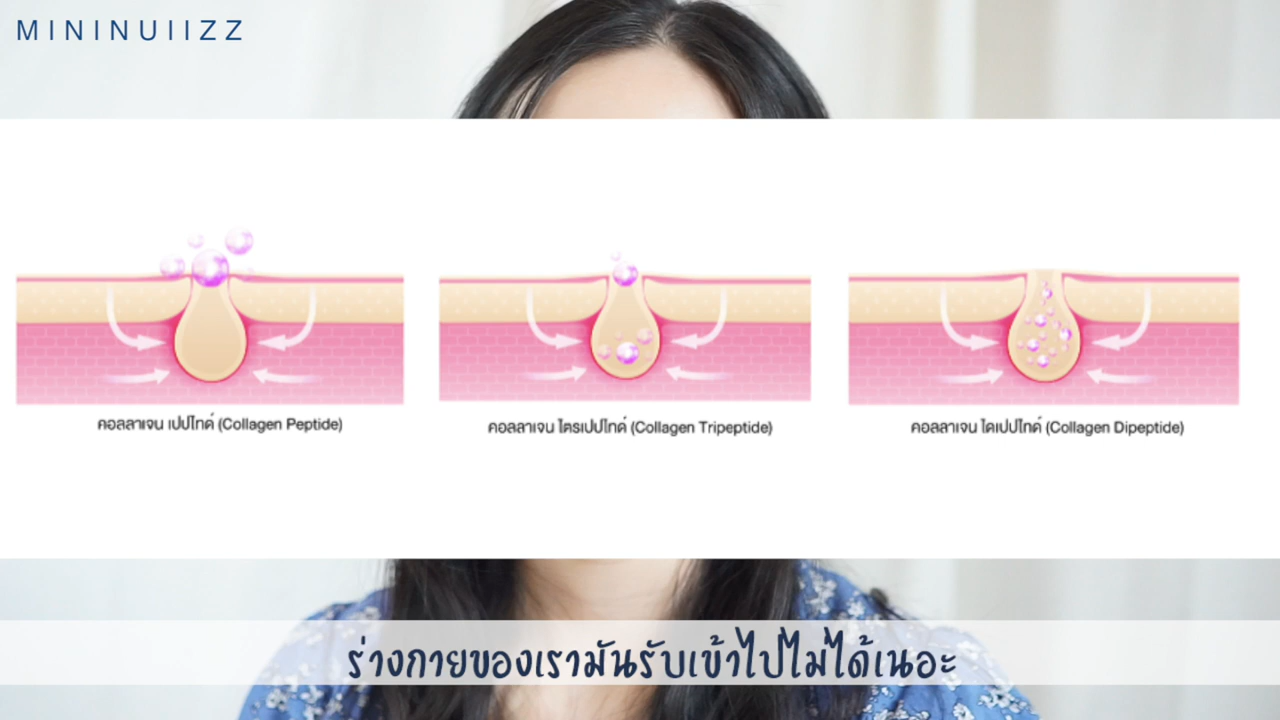 MININUIIZZ
คอลลาเจน เปปไทด์ (Collagen Peptide)
คอลลาเจน ไตรเปปไทด์ (Collagen Tripeptide)
คอลลาเจน ไดเปปไทด์ (Collagen Dipeptide)
ร่างกายของเรามันรับเข้าไปไม่ได้เนอะ